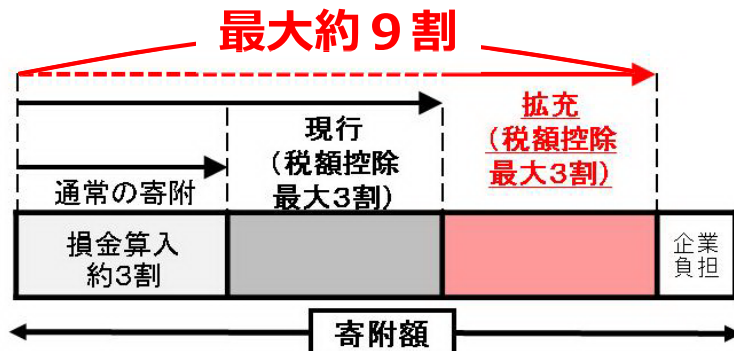 最大約９割
拡充
(税額控除
最大3割)
現行
(税額控除
最大3割)
通常の寄附
損金算入
約3割
企業
負担
寄附額